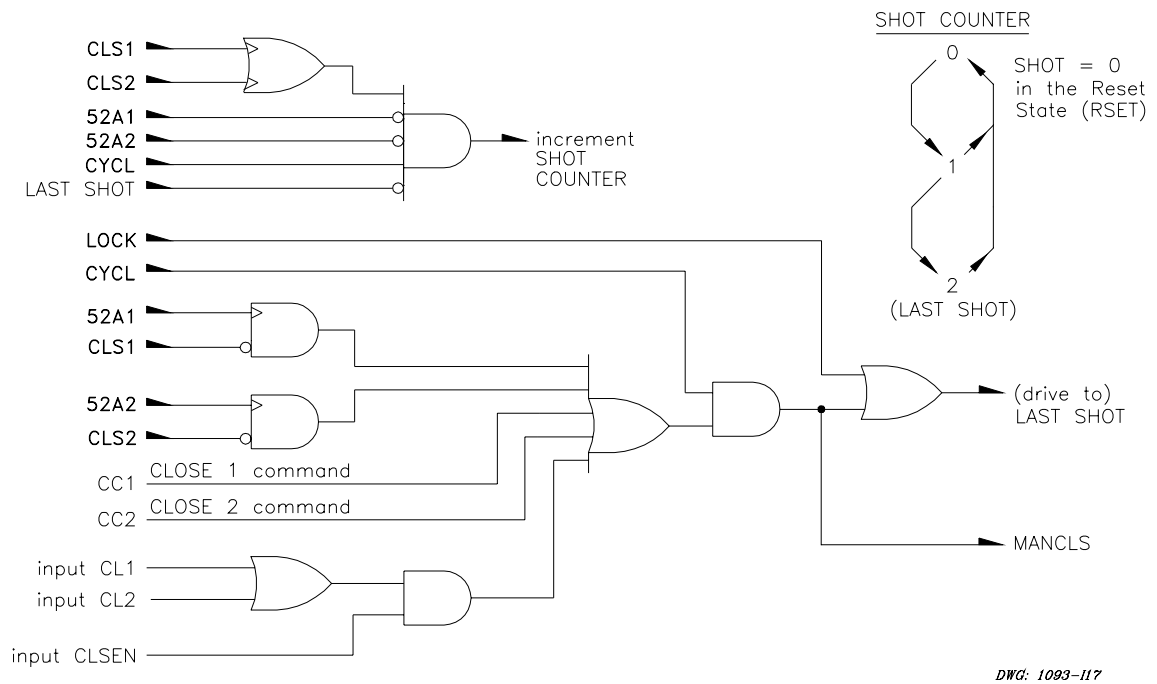 SHOT COUNTER
0
SHOT = 0
in the Reset
State (RSET)
1
2
(LAST SHOT)
CLS1
CLS2
52A1
52A2
CYCL
LAST SHOT
increment
SHOT
COUNTER
LOCK
CYCL
52A1
CLS1
52A2
CLS2
CC1 CLOSE 1 command
CC2 CLOSE 2 command
input CL1
input CL2
input CLSEN
(drive to)
LAST SHOT
MANCLS
DWG: 1093-I17